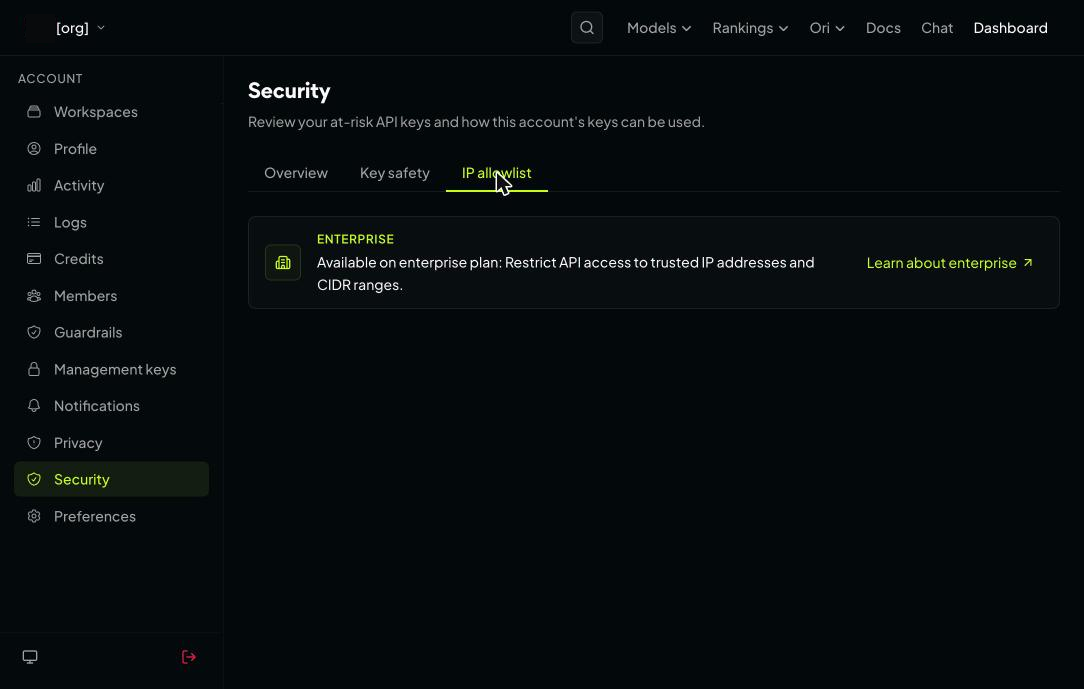 [org]
Models
Rankings
Ori
Docs
Chat
Dashboard
ACCOUNT
Workspaces
Profile
Activity
Logs
Credits
Members
Guardrails
Management keys
Notifications
Privacy
Security
Preferences
Security
Review your at-risk API keys and how this account's keys can be used.
Overview
Key safety
IP allowlist
ENTERPRISE
Available on enterprise plan: Restrict API access to trusted IP addresses and
CIDR ranges.
Learn about enterprise